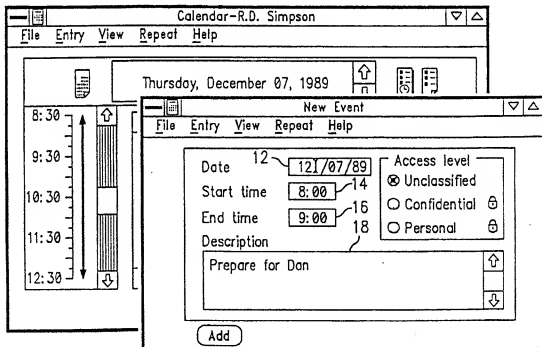 Calendar-R.D. Simpson
File Entry View Repeat Help
Thursday, December 07, 1989
8:30
9:30
10:30
11:30
12:30
New Event
File Entry View Repeat Help
Date 12 12I/07/89
Start time 8:00 14
End time 9:00 16
Description 18
Prepare for Dan
Access level
Unclassified
Confidential
Personal
Add